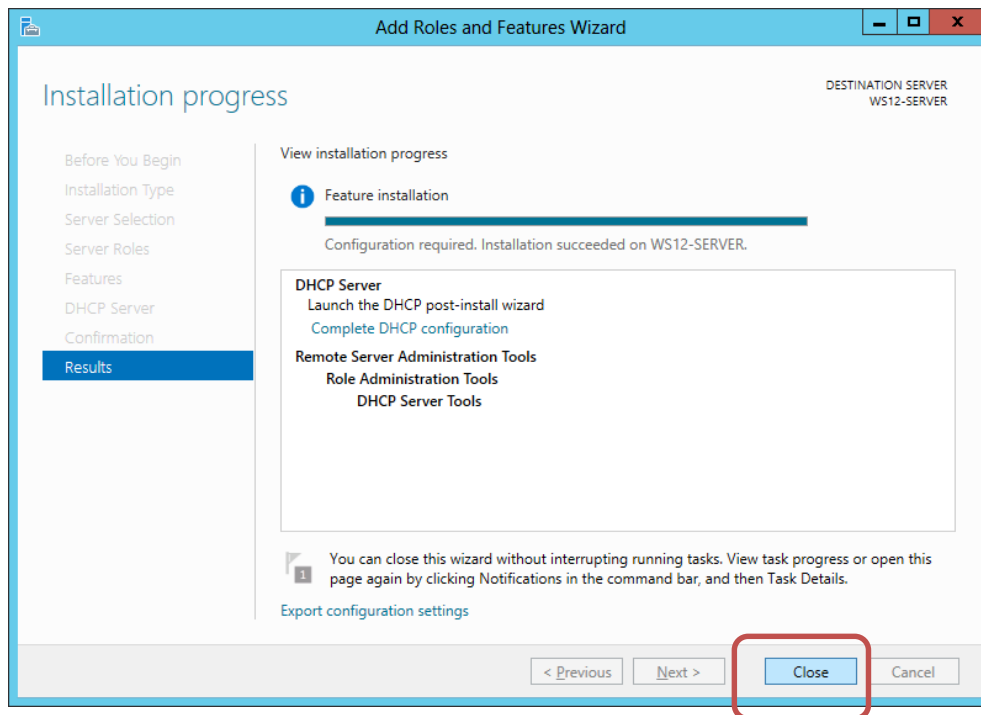 Add Roles and Features Wizard
Installation progress
DESTINATION SERVER
WS12-SERVER
Before You Begin
Installation Type
Server Selection
Server Roles
Features
DHCP Server
Confirmation
Results
View installation progress
Feature installation
Configuration required. Installation succeeded on WS12-SERVER.
DHCP Server
Launch the DHCP post-install wizard
Complete DHCP configuration
Remote Server Administration Tools
Role Administration Tools
DHCP Server Tools
1
You can close this wizard without interrupting running tasks. View task progress or open this
page again by clicking Notifications in the command bar, and then Task Details.
Export configuration settings
< Previous
Next >
Close
Cancel